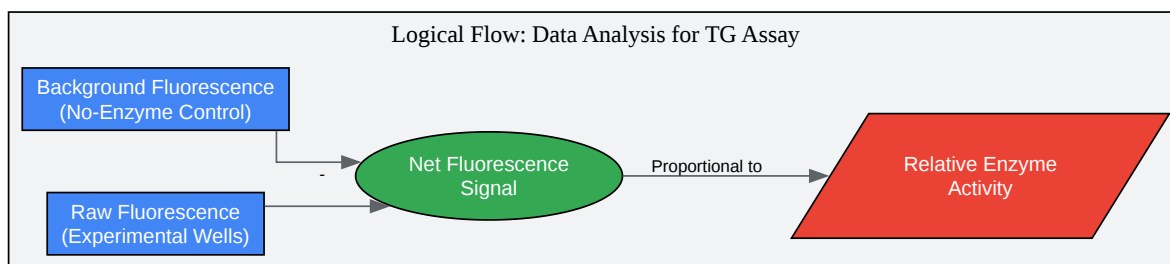 Logical Flow: Data Analysis for TG Assay
Background Fluorescence
(No-Enzyme Control)
-
Raw Fluorescence
(Experimental Wells)
Net Fluorescence
Signal
Proportional to
Relative Enzyme
Activity